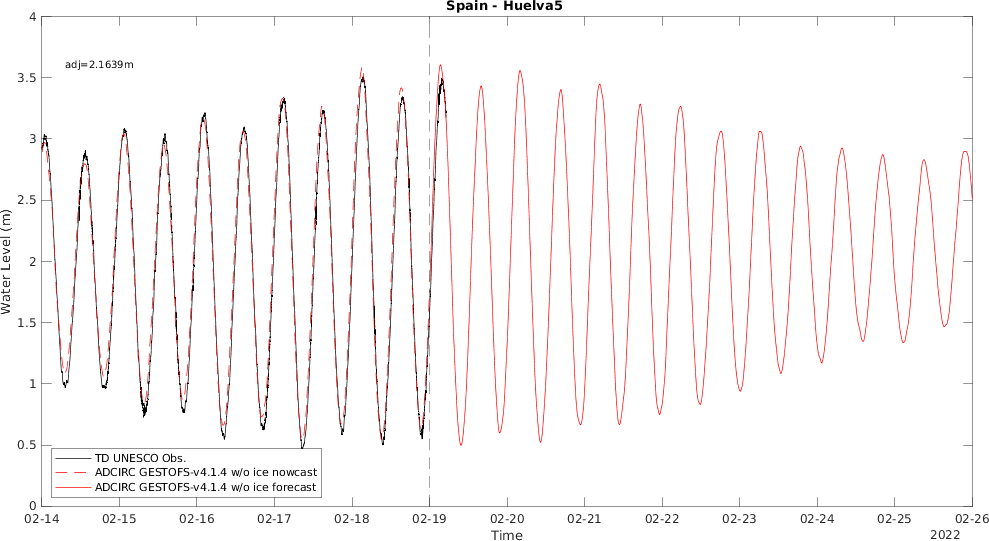 Spain - Huelva5
adj=2.1639m
Water Level (m)
4
3.5
3
2.5
2
1.5
1
0.5
0
TD UNESCO Obs.
ADCIRC GESTOFS-v4.1.4 w/o ice nowcast
ADCIRC GESTOFS-v4.1.4 w/o ice forecast
02-14 02-15 02-16 02-17 02-18 02-19 02-20 02-21 02-22 02-23 02-24 02-25 02-26
Time
2022